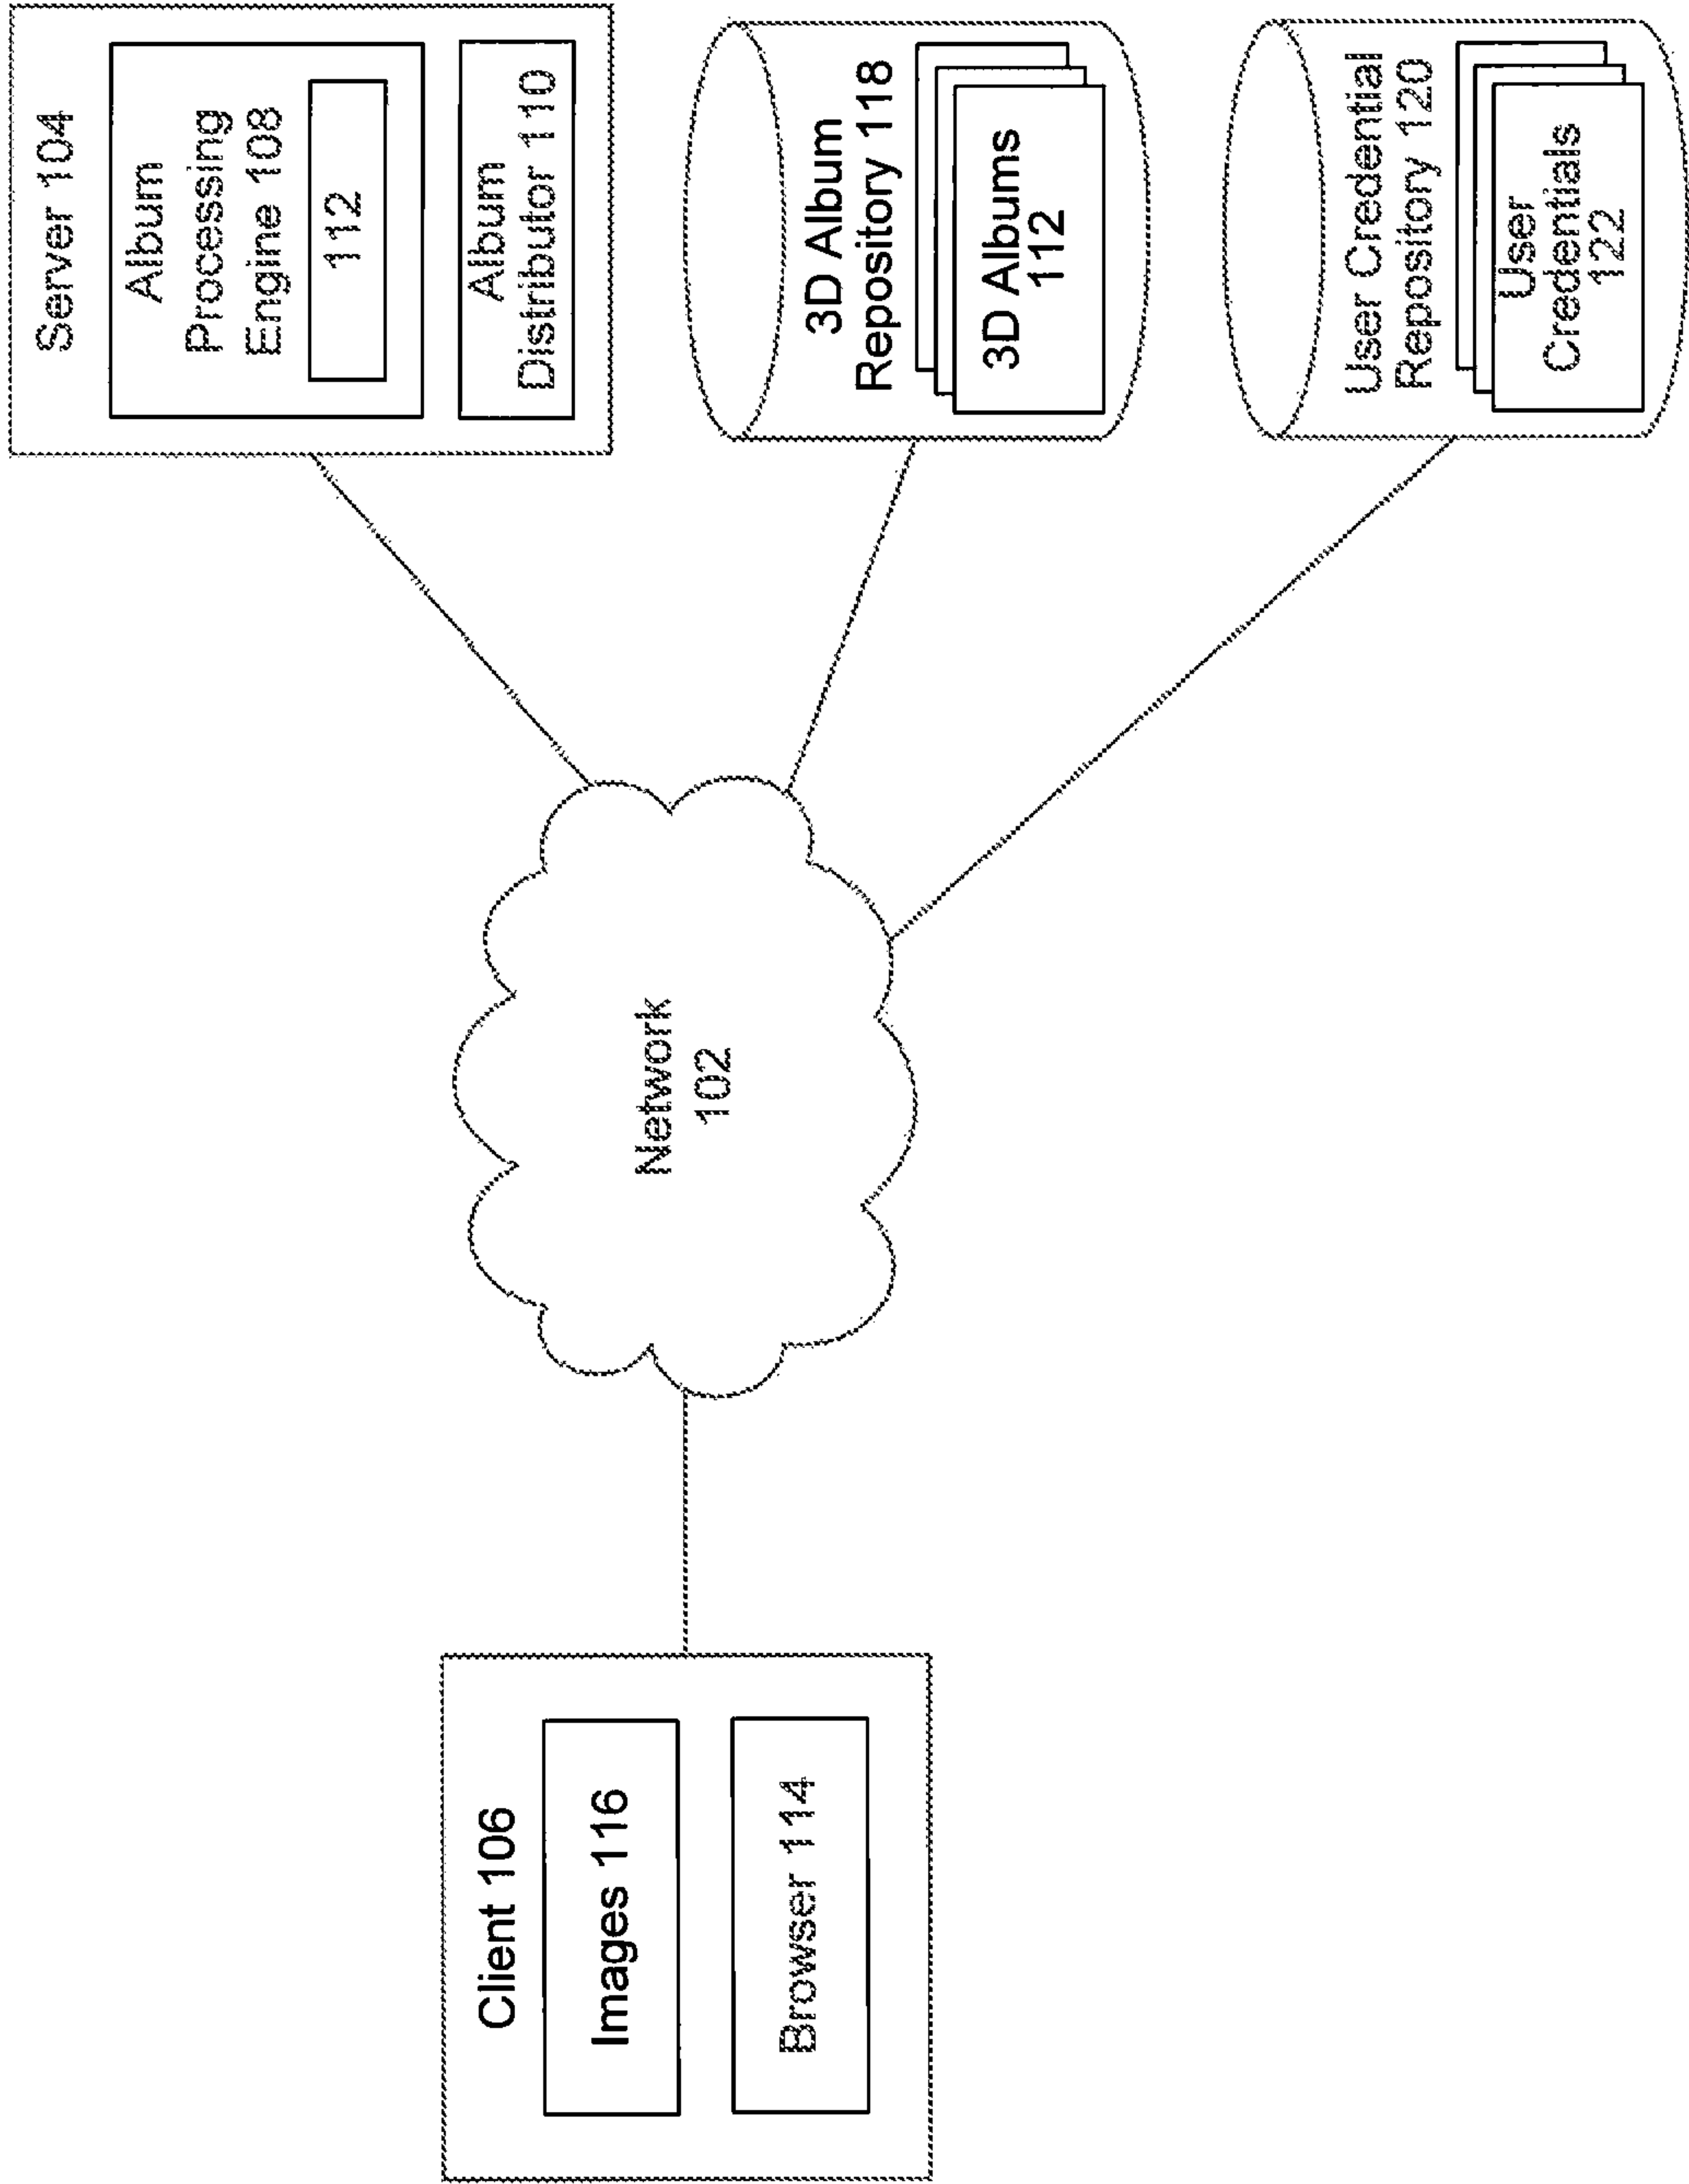 Client 106
Images 116
Browser 114
Network
102
Server 104
Album
Processing
Engine 108
112
Album
Distributor 110
3D Album
Repository 118
3D Albums
112
User Credential
Repository 120
User
Credentials
122